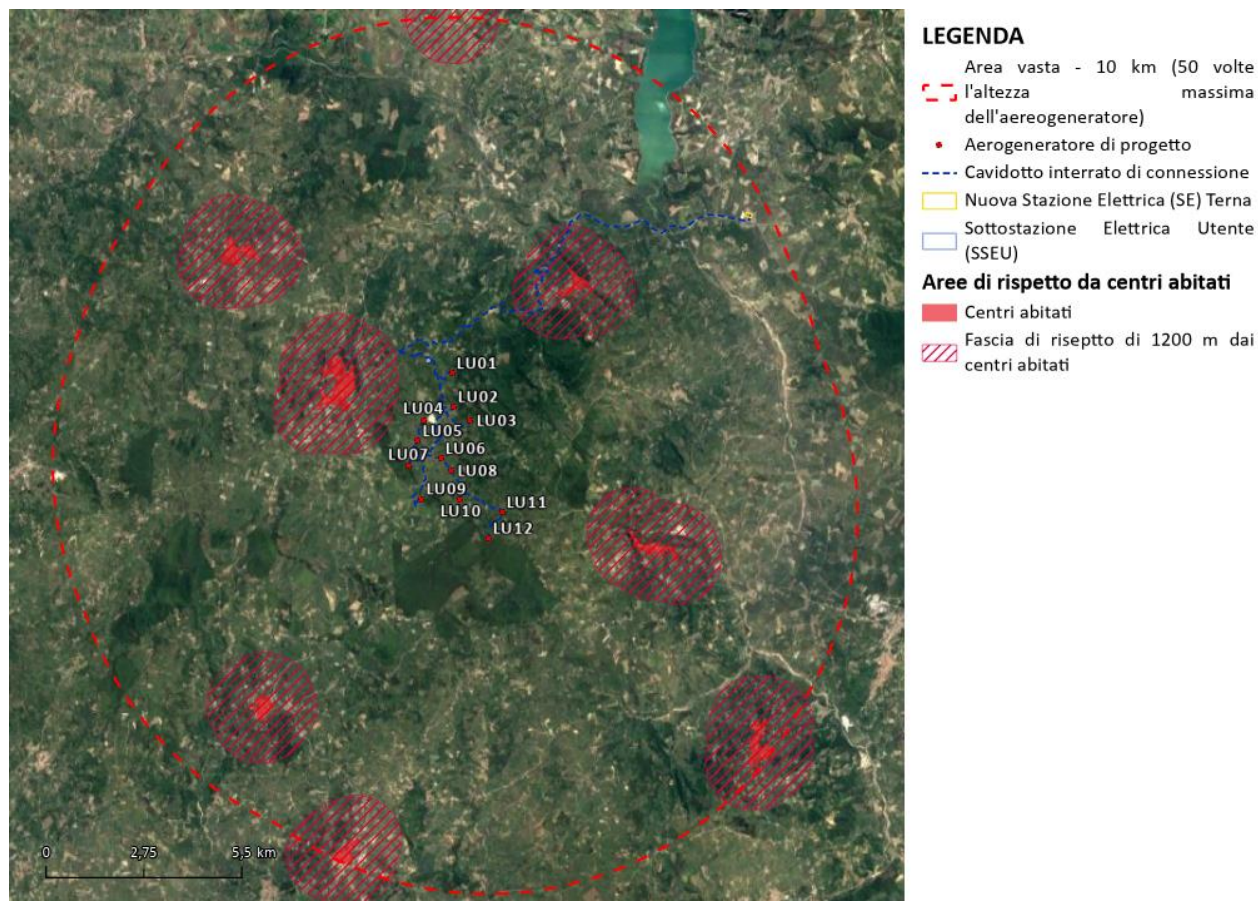 LEGENDA
Area vasta - 10 km (50 volte
l'altezza massima
dell'aereogeneratore)
Aerogeneratore di progetto
Cavidotto interrato di connessione
Nuova Stazione Elettrica (SE) Terna
Sottostazione Elettrica Utente
(SSEU)
Aree di rispetto da centri abitati
Centri abitati
Fascia di riseptto di 1200 m dai
centri abitati
LU01
LU02
LU04
LU03
LU05
LU06
LU07
LU08
LU09
LU10
LU11
LU12
0 2,75 5,5 km